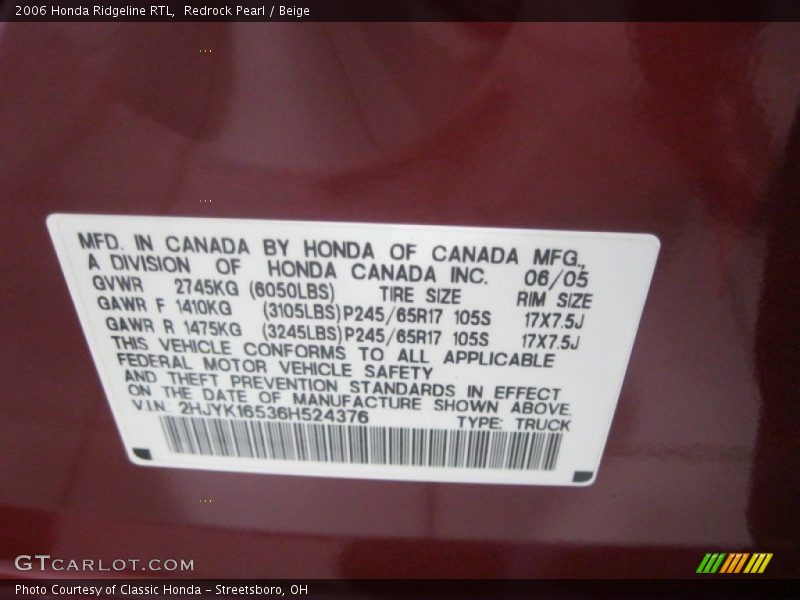 2006 Honda Ridgeline RTL,  Redrock Pearl / Beige
MFD. IN CANADA BY HONDA OF CANADA MFG.,
A DIVISION OF HONDA CANADA INC. 06/05
GVWR 2745KG (6050LBS) TIRE SIZE RIM SIZE
GAWR F 1410KG (3105LBS) P245/65R17 105S 17X7.5J
GAWR R 1475KG (3245LBS) P245/65R17 105S 17X7.5J
THIS VEHICLE CONFORMS TO ALL APPLICABLE
FEDERAL MOTOR VEHICLE SAFETY
AND THEFT PREVENTION STANDARDS IN EFFECT
ON THE DATE OF MANUFACTURE SHOWN ABOVE.
V.I.N.: 2HJYK16536H524376 TYPE: TRUCK
GTCARLOT.COM
Photo Courtesy of Classic Honda - Streetsboro, OH